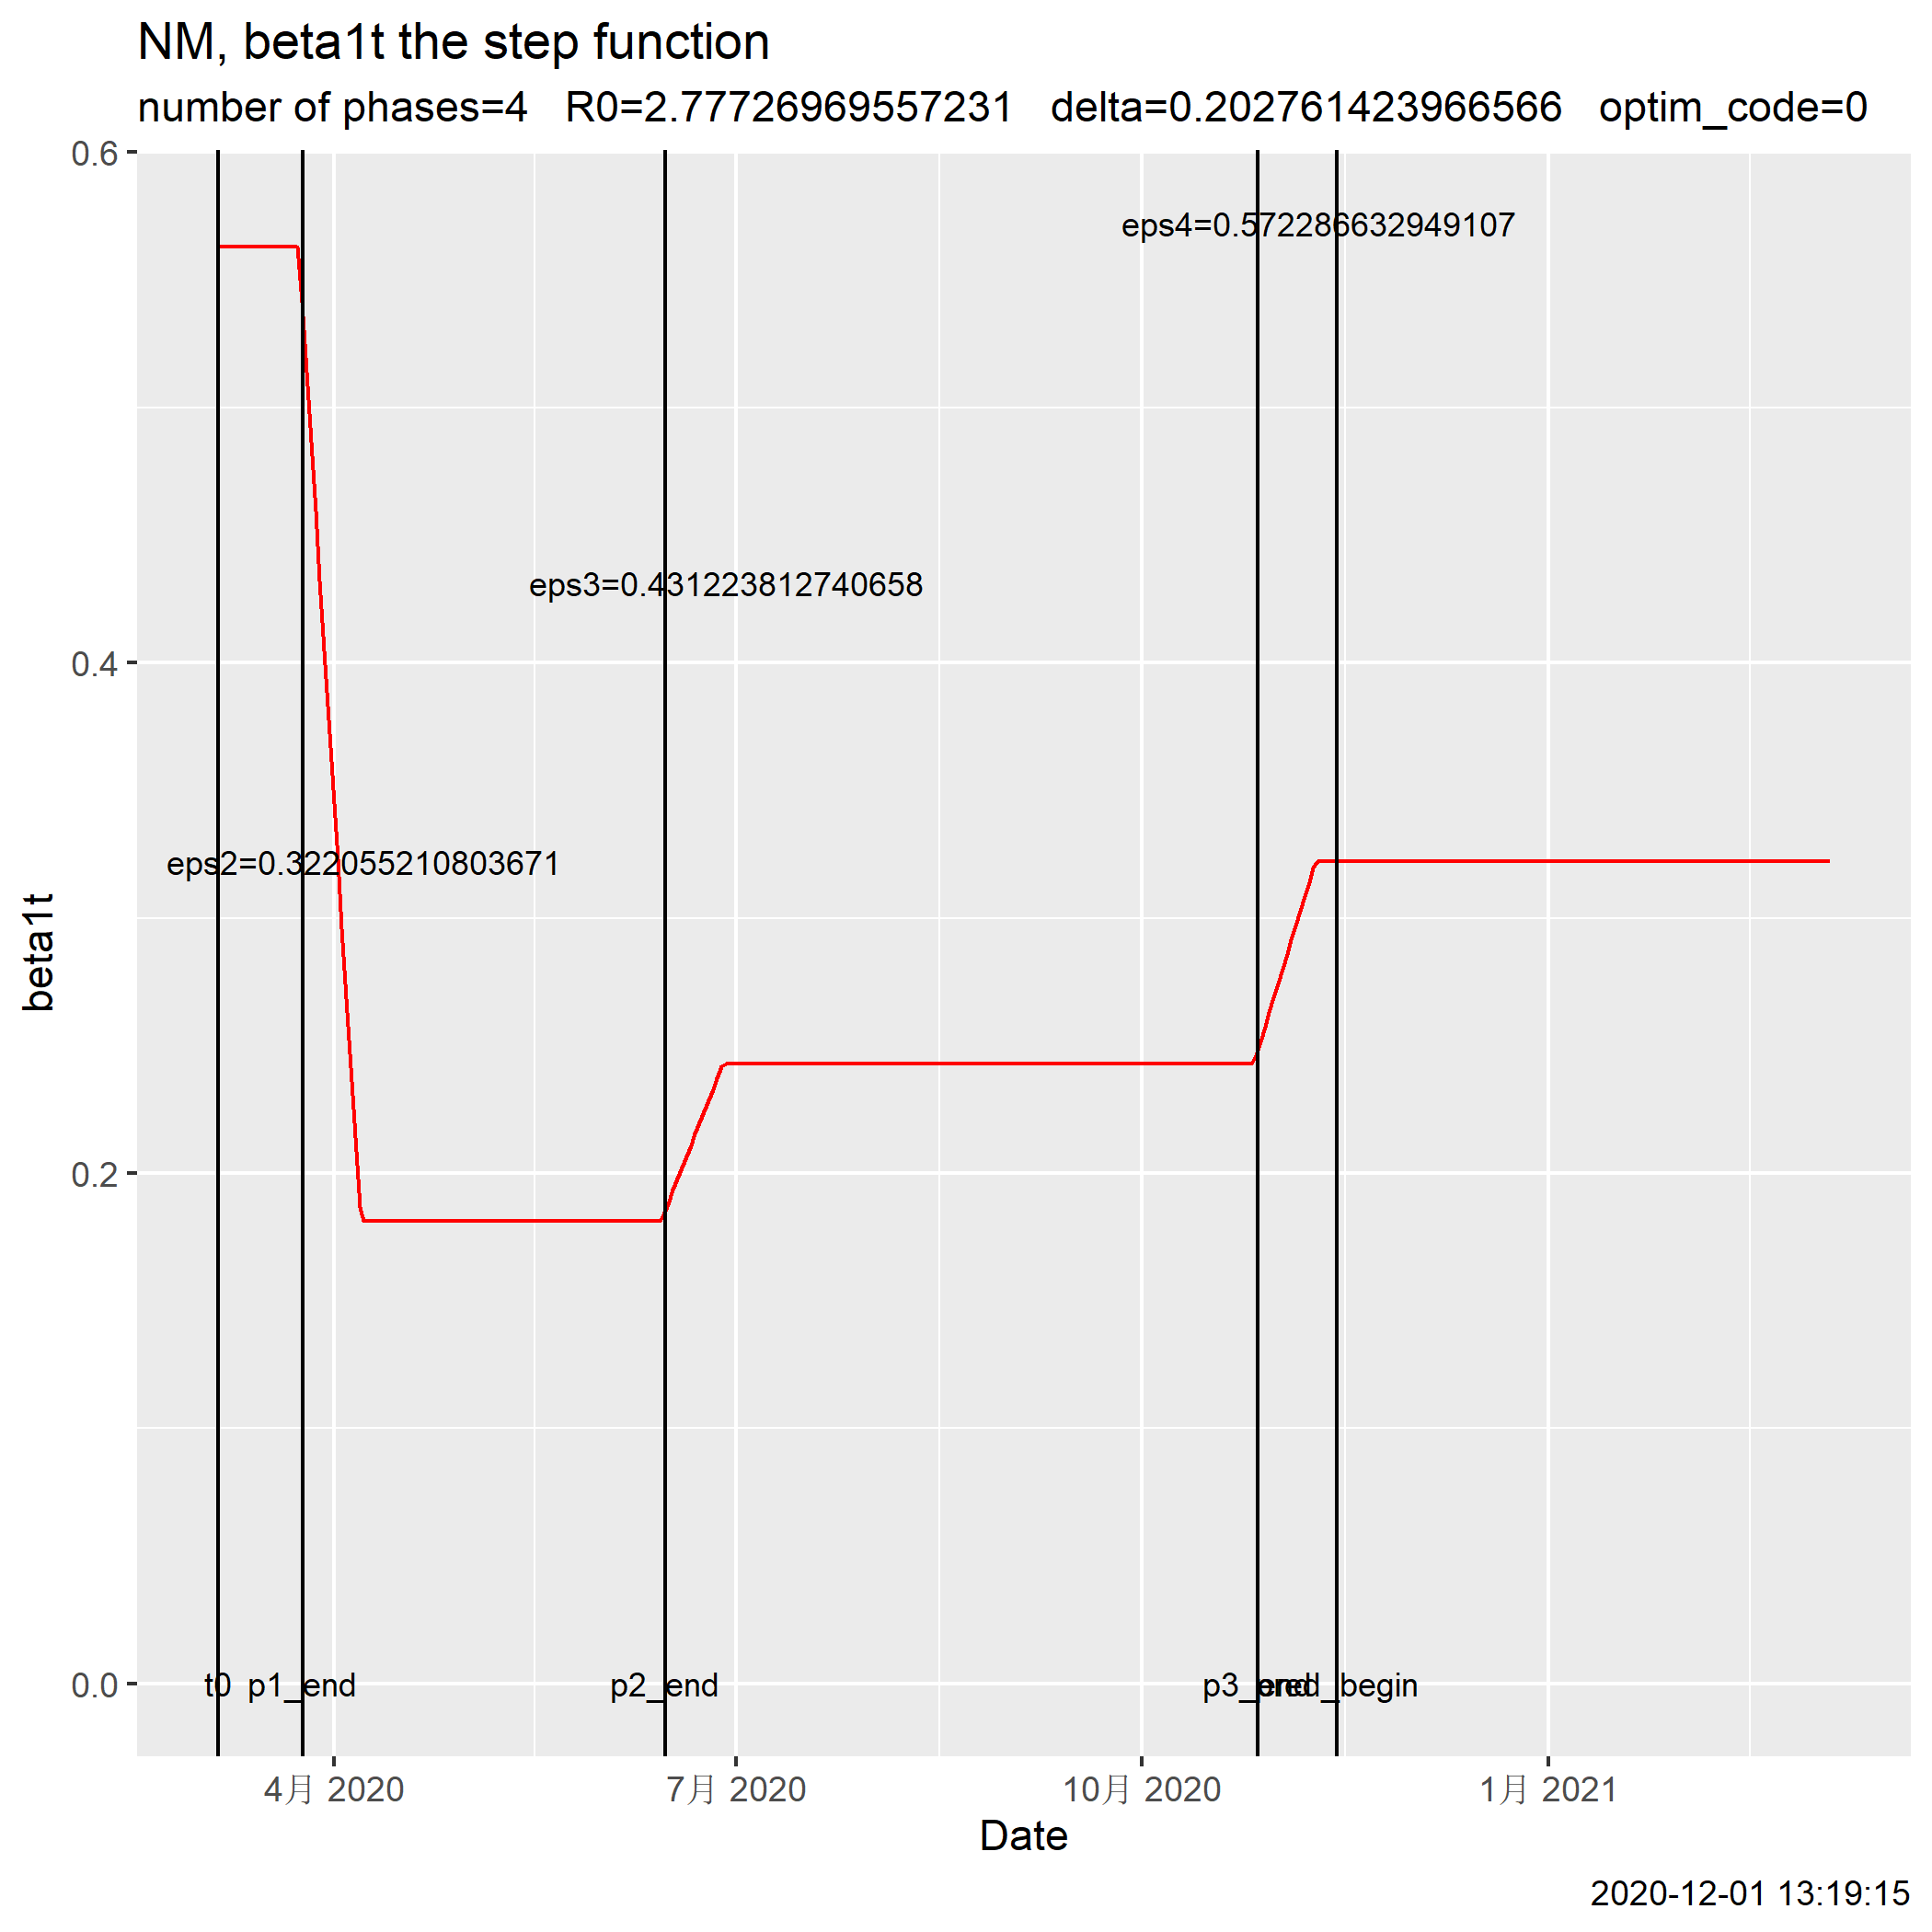 NM, beta1t the step function
number of phases=4   R0=2.77726969557231   delta=0.202761423966566   optim_code=0
0.6
eps4=0.572286632949107
eps3=0.431223812740658
0.4
eps2=0.322055210803671
beta1t
0.2
0.0
t0
p1_end
p2_end
p3_end
pred_begin
4月 2020
7月 2020
10月 2020
1月 2021
Date
2020-12-01 13:19:15